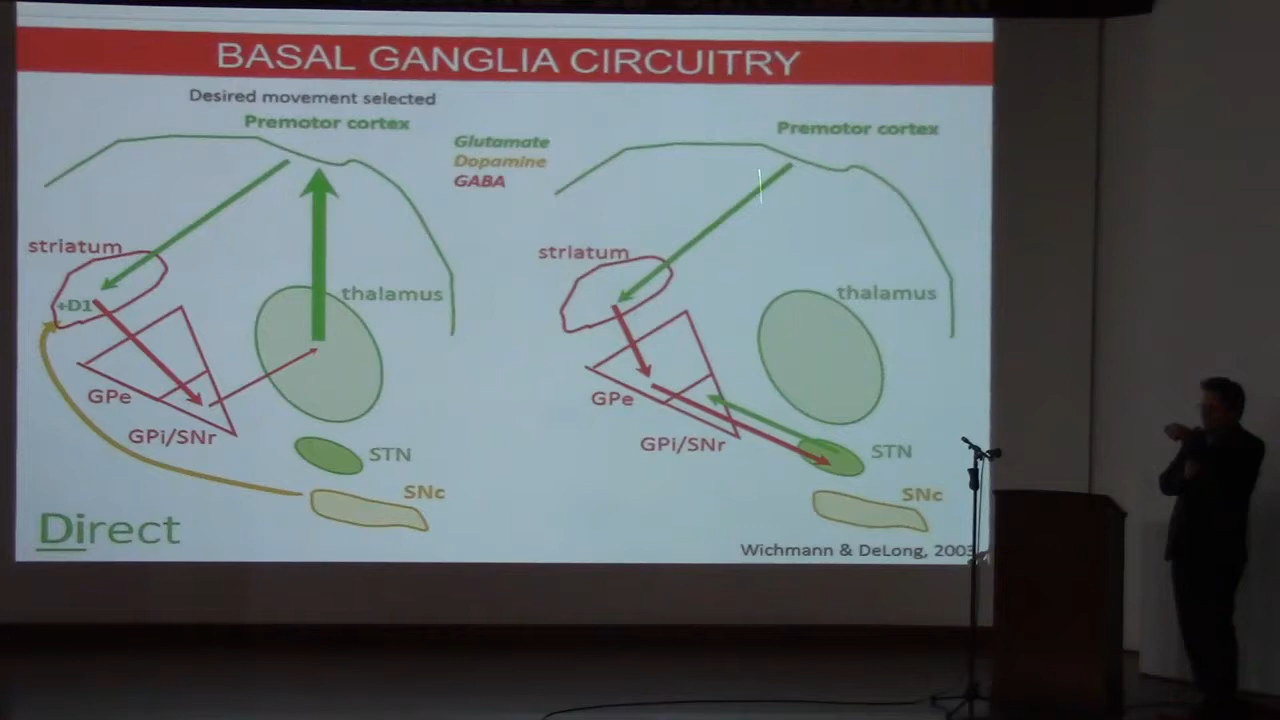 BASAL GANGLIA CIRCUITRY
Desired movement selected
Premotor cortex
Glutamate
Dopamine
GABA
striatum
+D1
thalamus
GPe
GPi/SNr
STN
SNc
Direct
Premotor cortex
striatum
thalamus
GPe
GPi/SNr
STN
SNc
Wichmann & DeLong, 2003